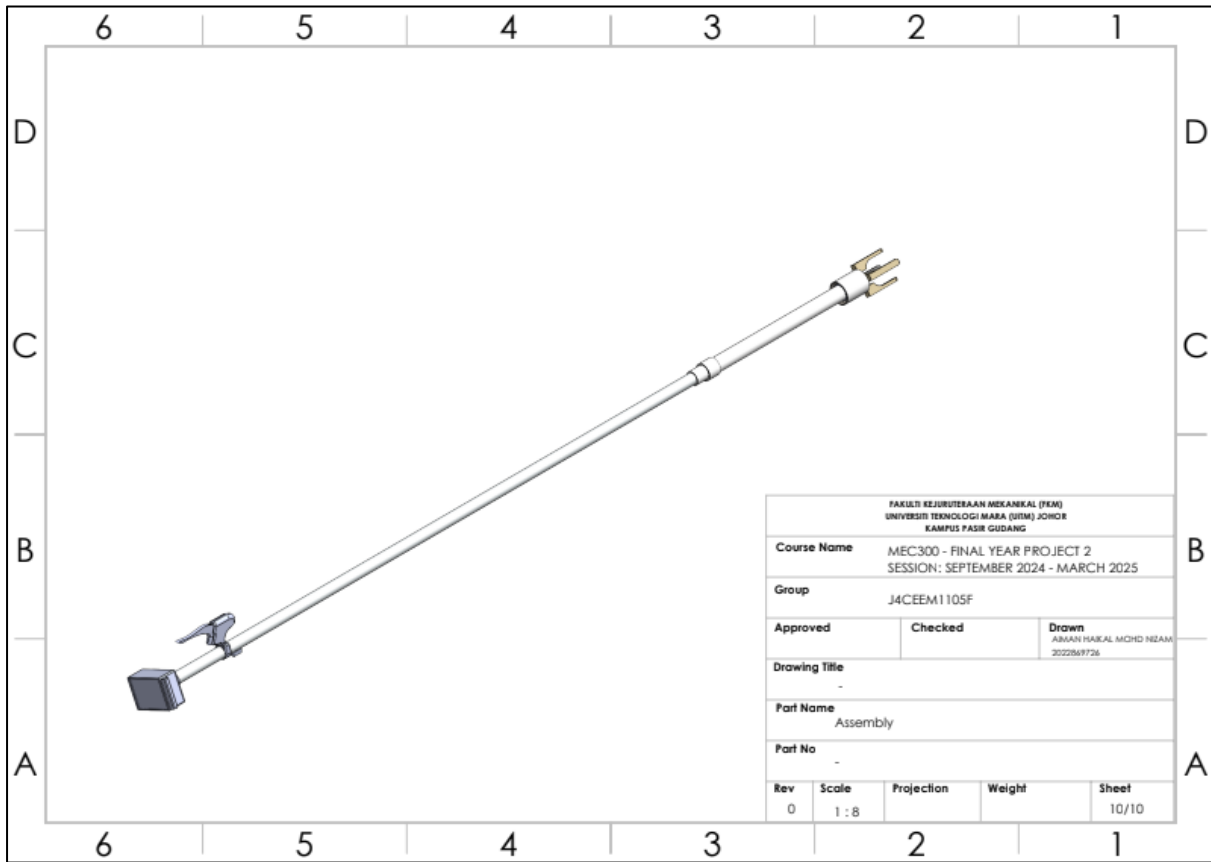 6 5 4 3 2 1
D D
C C
B B
A A
FAKULTI KEJURUTERAAN MEKANIKAL (FKM)
UNIVERSITI TEKNOLOGI MARA (UITM) JOHOR
KAMPUS PASIR GUDANG
Course Name MEC300 - FINAL YEAR PROJECT 2
SESSION: SEPTEMBER 2024 - MARCH 2025
Group J4CEEM1105F
Approved Checked Drawn
AIMAN HAIKAL MOHD NIZAM
2022869726
Drawing Title
-
Part Name
Assembly
Part No
-
Rev Scale Projection Weight Sheet
0 1 : 8 10/10
6 5 4 3 2 1